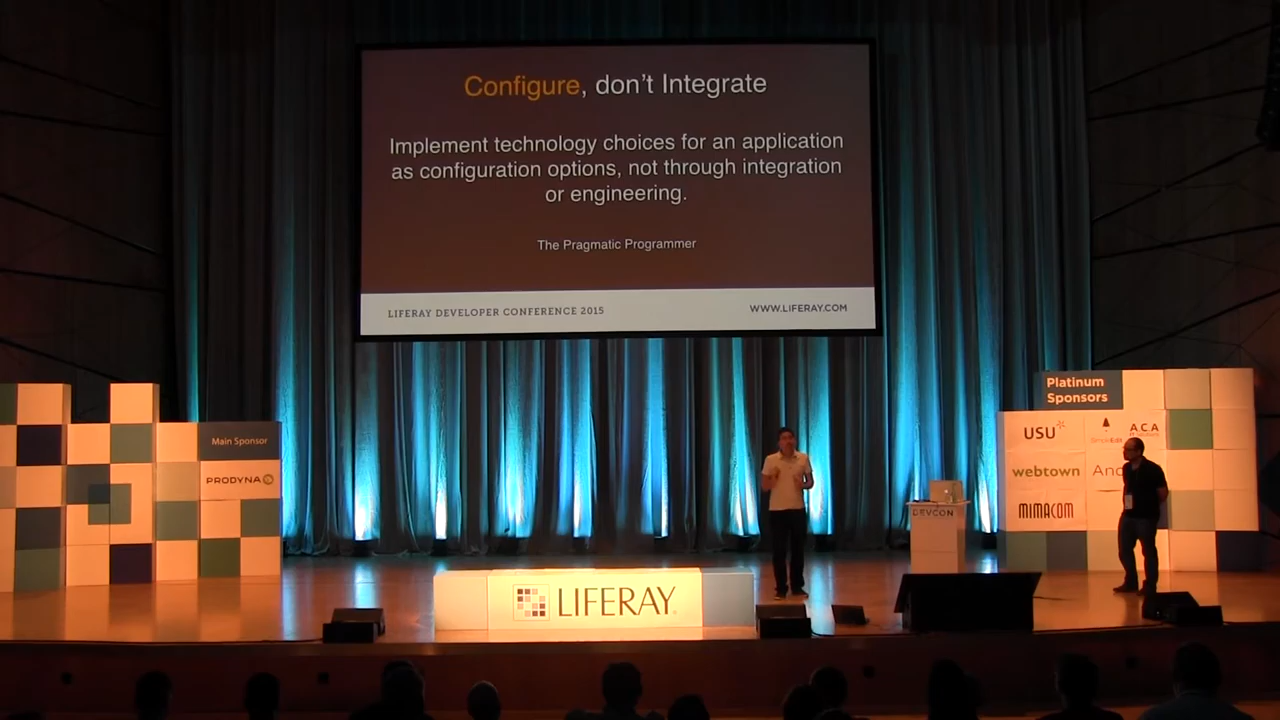 Configure, don't Integrate
Implement technology choices for an application
as configuration options, not through integration
or engineering.
The Pragmatic Programmer
LIFERAY DEVELOPER CONFERENCE 2015
WWW.LIFERAY.COM
Main Sponsor
PRODYNA
Platinum
Sponsors
USU
A.C.A
webtown
MIMACOM
DEVCON
LIFERAY